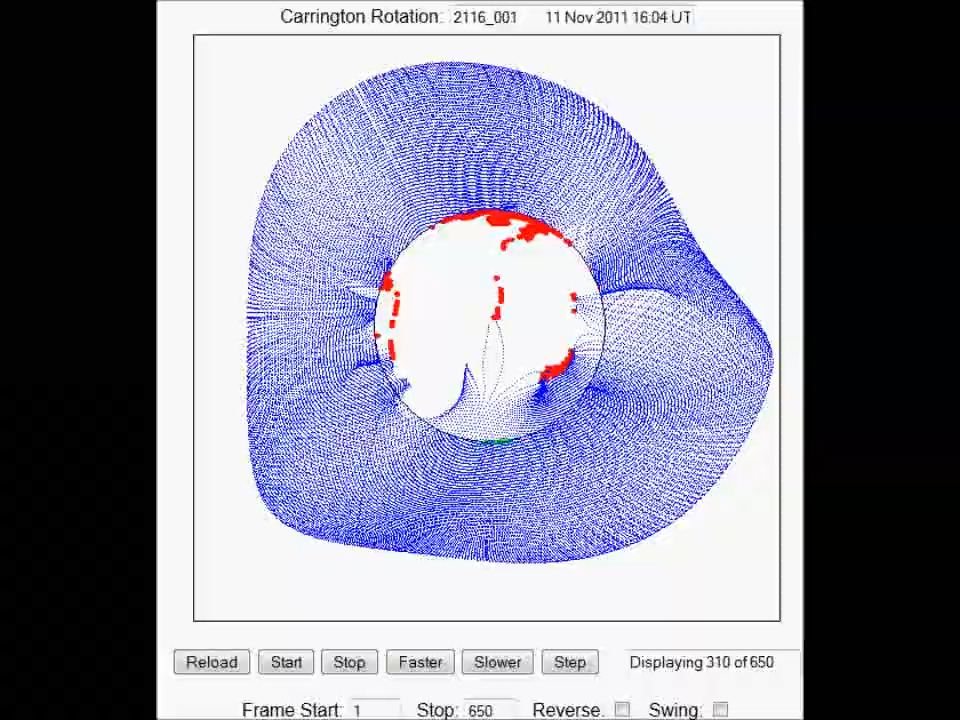 Carrington Rotation: 2116_001 11 Nov 2011 16:04 UT
Reload Start Stop Faster Slower Step Displaying 310 of 650
Frame Start: 1 Stop: 650 Reverse: Swing: